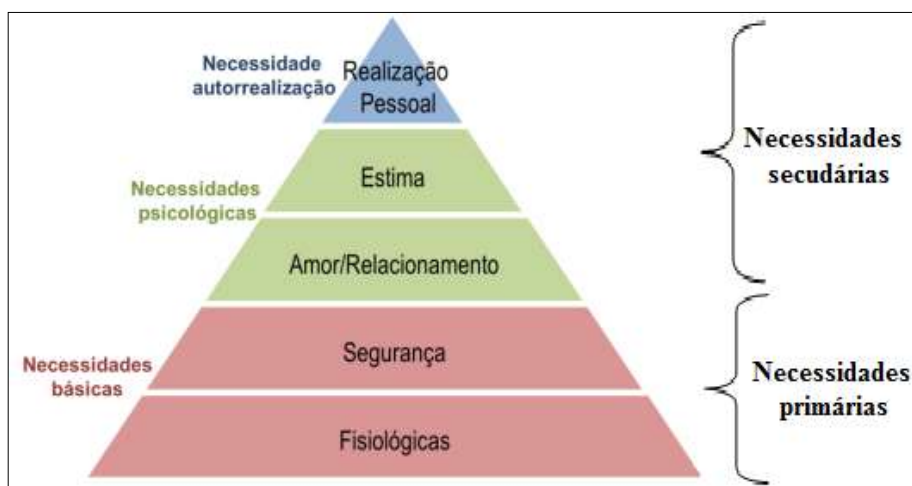 Necessidade
autorrealização
Realização
Pessoal
Necessidades
secudárias
Estima
Necessidades
psicológicas
Amor/Relacionamento
Segurança
Necessidades
básicas
Necessidades
primárias
Fisiológicas